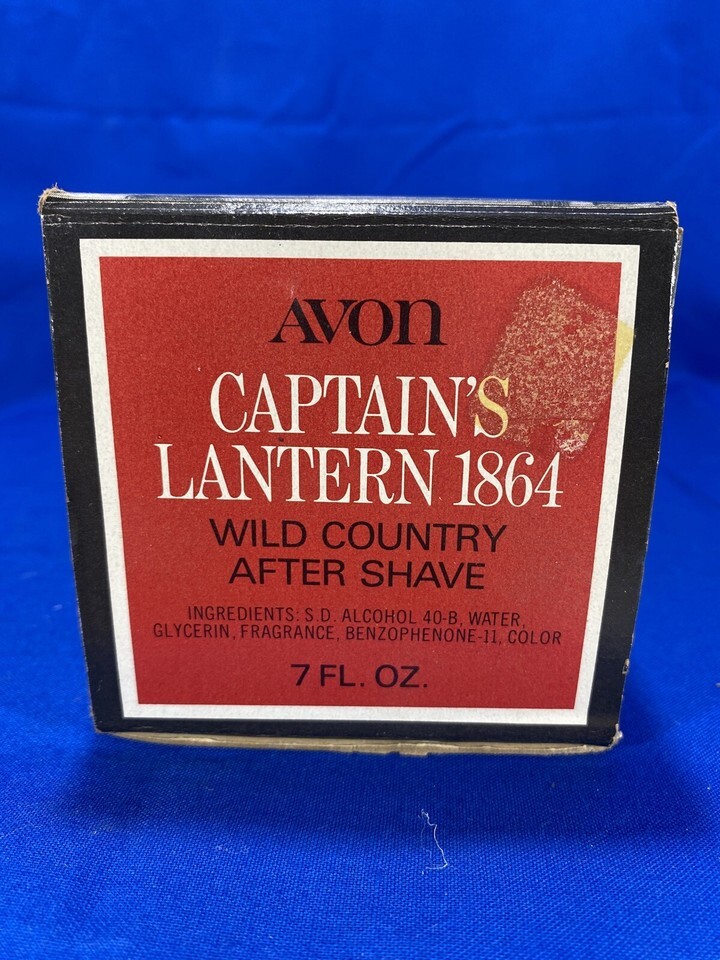 AVON
CAPTAIN'S
LANTERN 1864
WILD COUNTRY
AFTER SHAVE
INGREDIENTS: S.D. ALCOHOL 40-B, WATER,
GLYCERIN, FRAGRANCE, BENZOPHENONE-11, COLOR
7 FL. OZ.